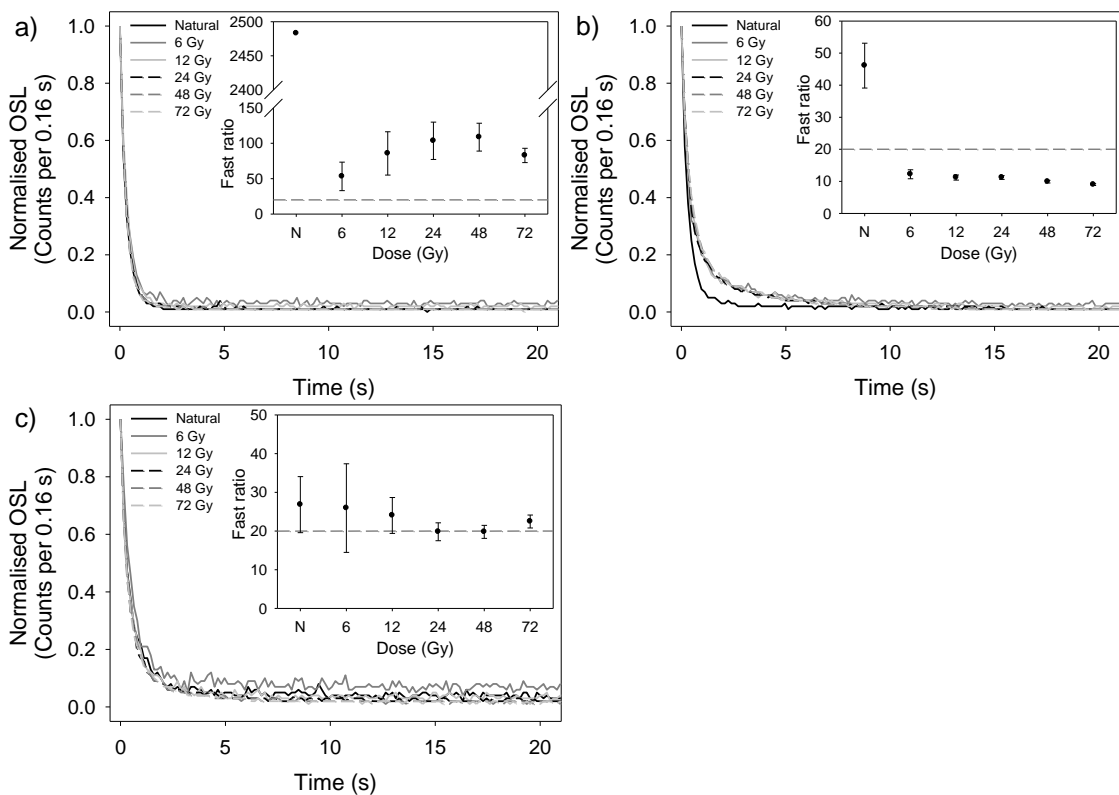 a)
Normalised OSL
(Counts per 0.16 s)
1.0
0.8
0.6
0.4
0.2
0.0
Natural
6 Gy
12 Gy
24 Gy
48 Gy
72 Gy
Fast ratio
2500
2400
150
100
50
0
N 6 12 24 48 72
Dose (Gy)
0 5 10 15 20
Time (s)
b)
Normalised OSL
(Counts per 0.16 s)
1.0
0.8
0.6
0.4
0.2
0.0
Natural
6 Gy
12 Gy
24 Gy
48 Gy
72 Gy
Fast ratio
60
50
40
30
20
10
0
N 6 12 24 48 72
Dose (Gy)
0 5 10 15 20
Time (s)
c)
Normalised OSL
(Counts per 0.16 s)
1.0
0.8
0.6
0.4
0.2
0.0
Natural
6 Gy
12 Gy
24 Gy
48 Gy
72 Gy
Fast ratio
50
40
30
20
10
0
N 6 12 24 48 72
Dose (Gy)
0 5 10 15 20
Time (s)